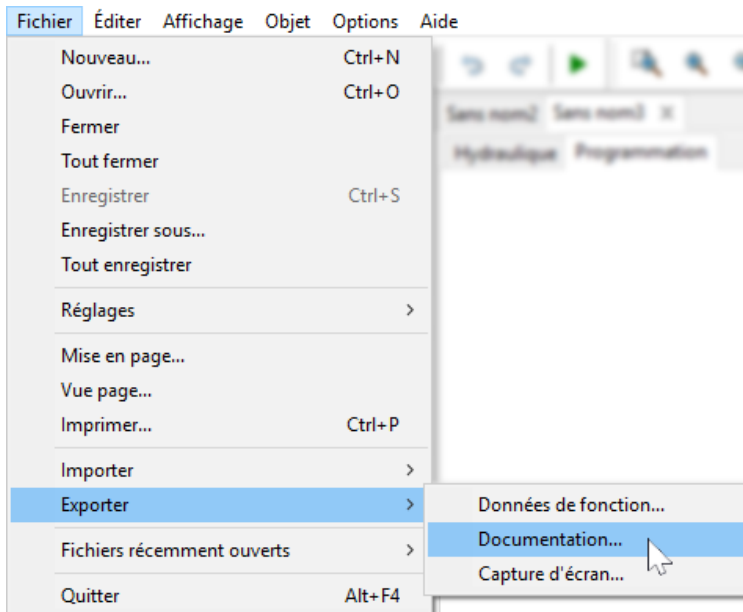 Fichier Éditer Affichage Objet Options Aide
Nouveau... Ctrl+N
Ouvrir... Ctrl+O
Fermer
Tout fermer
Enregistrer Ctrl+S
Enregistrer sous...
Tout enregistrer
Réglages
Mise en page...
Vue page...
Imprimer... Ctrl+P
Importer
Exporter
Fichiers récemment ouverts
Quitter Alt+F4
Sans nom2 Sans nom3
Hydraulique Programmation
Données de fonction...
Documentation...
Capture d'écran...